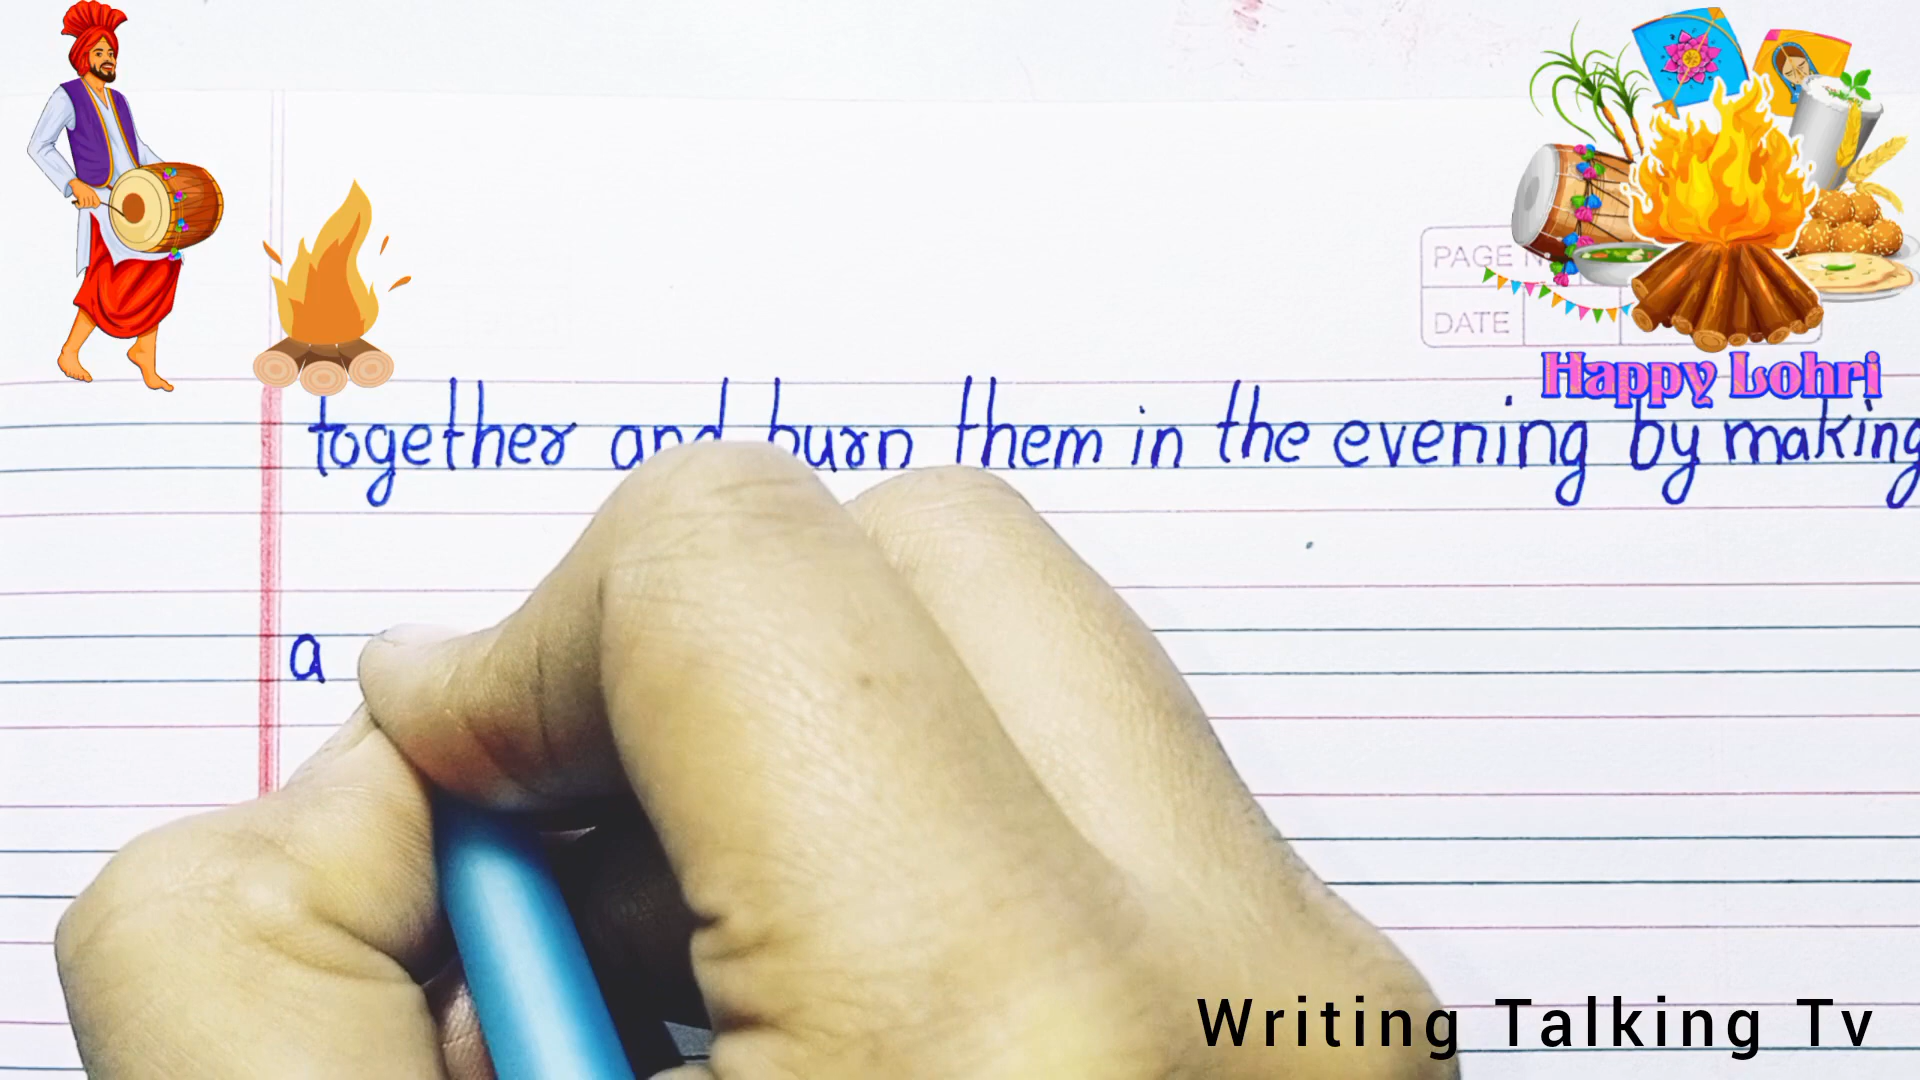 PAGE N
DATE
Happy Lohri
together and burn them in the evening by making
a
Writing Talking Tv